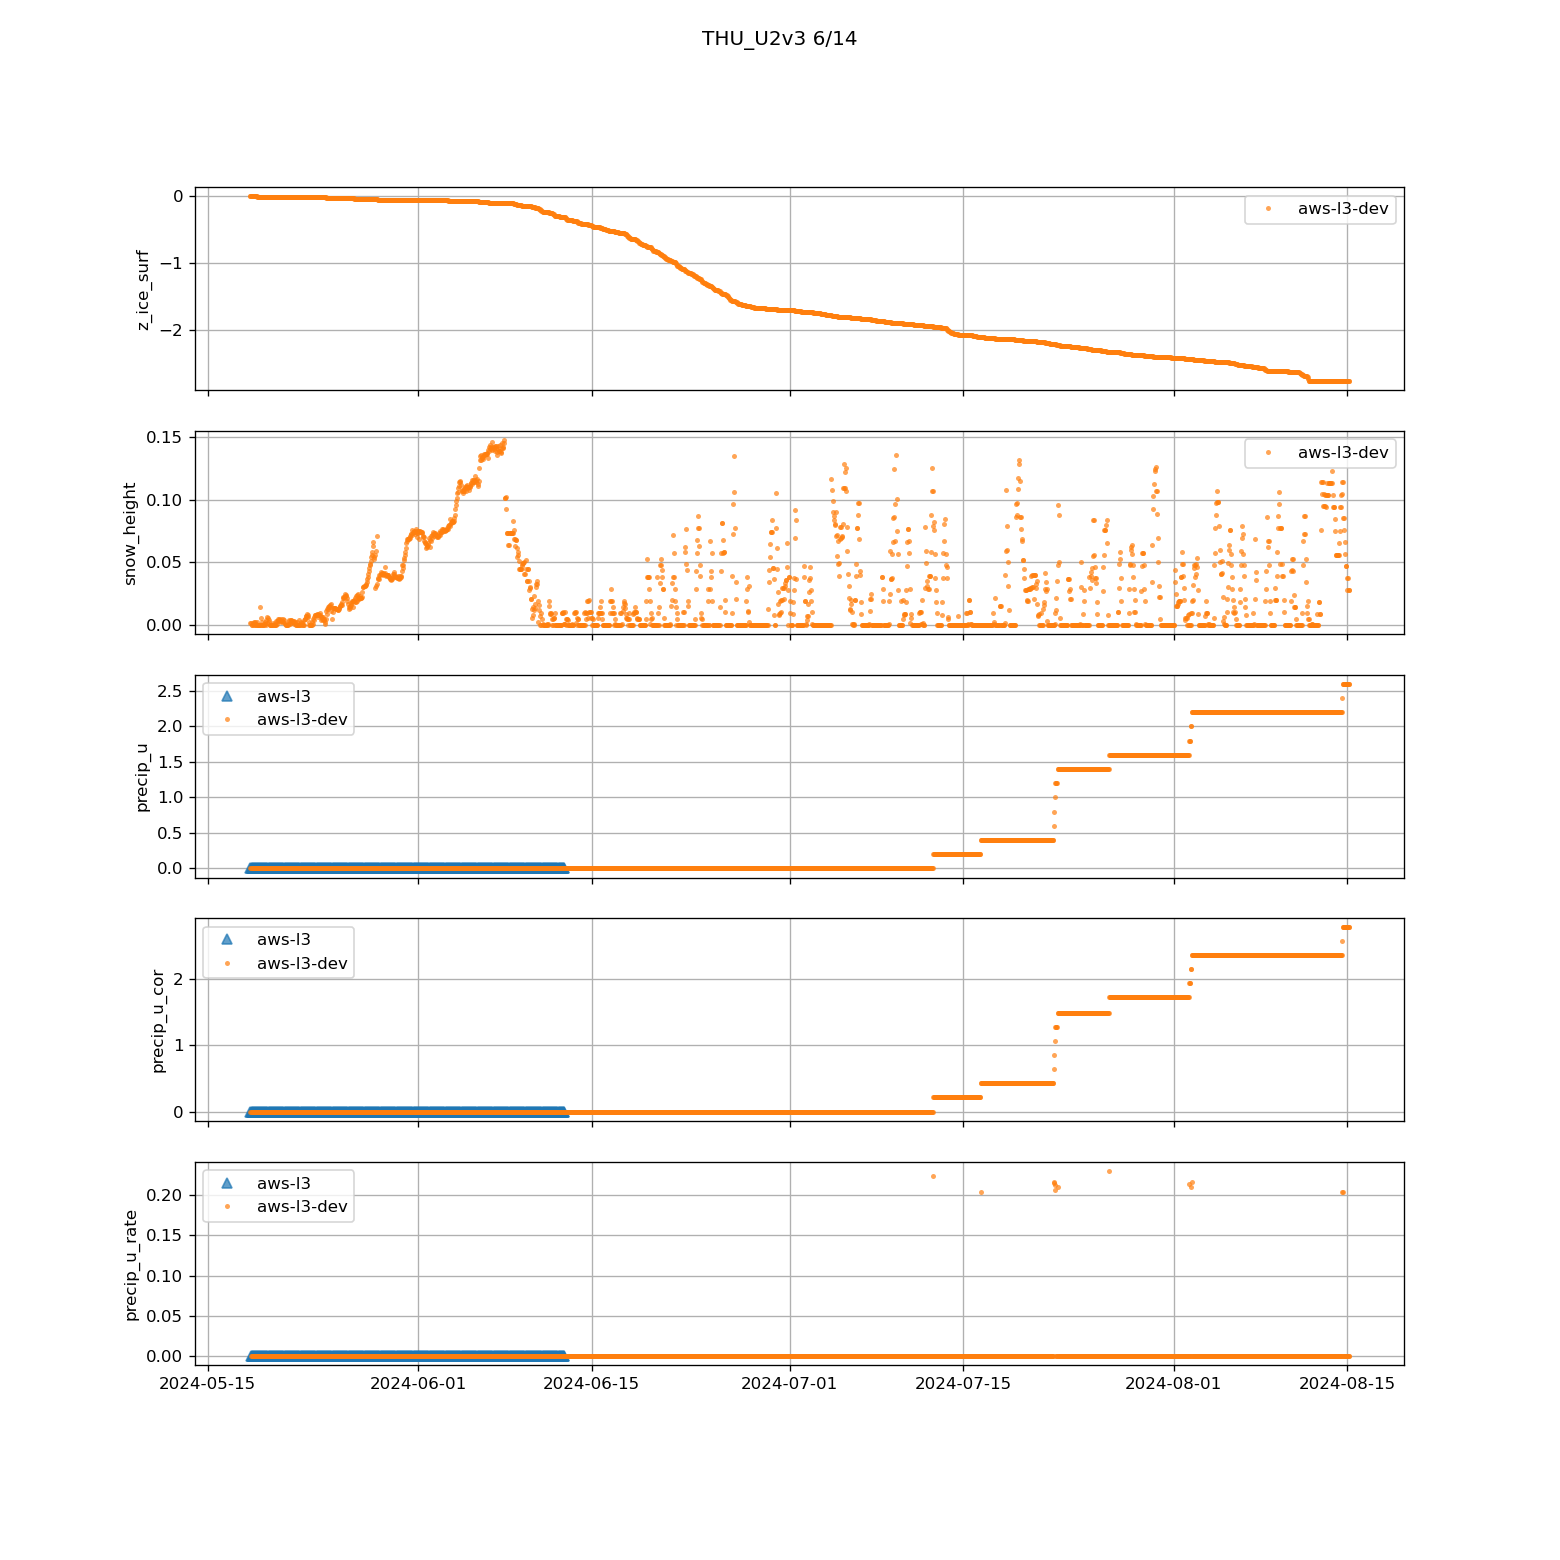 THU_U2v3 6/14
0
−1
−2
z_ice_surf
aws-l3-dev
0.15
0.10
0.05
0.00
snow_height
aws-l3-dev
2.5
2.0
1.5
1.0
0.5
0.0
precip_u
aws-l3
aws-l3-dev
2
1
0
precip_u_cor
aws-l3
aws-l3-dev
0.20
0.15
0.10
0.05
0.00
precip_u_rate
aws-l3
aws-l3-dev
2024-05-15 2024-06-01 2024-06-15 2024-07-01 2024-07-15 2024-08-01 2024-08-15